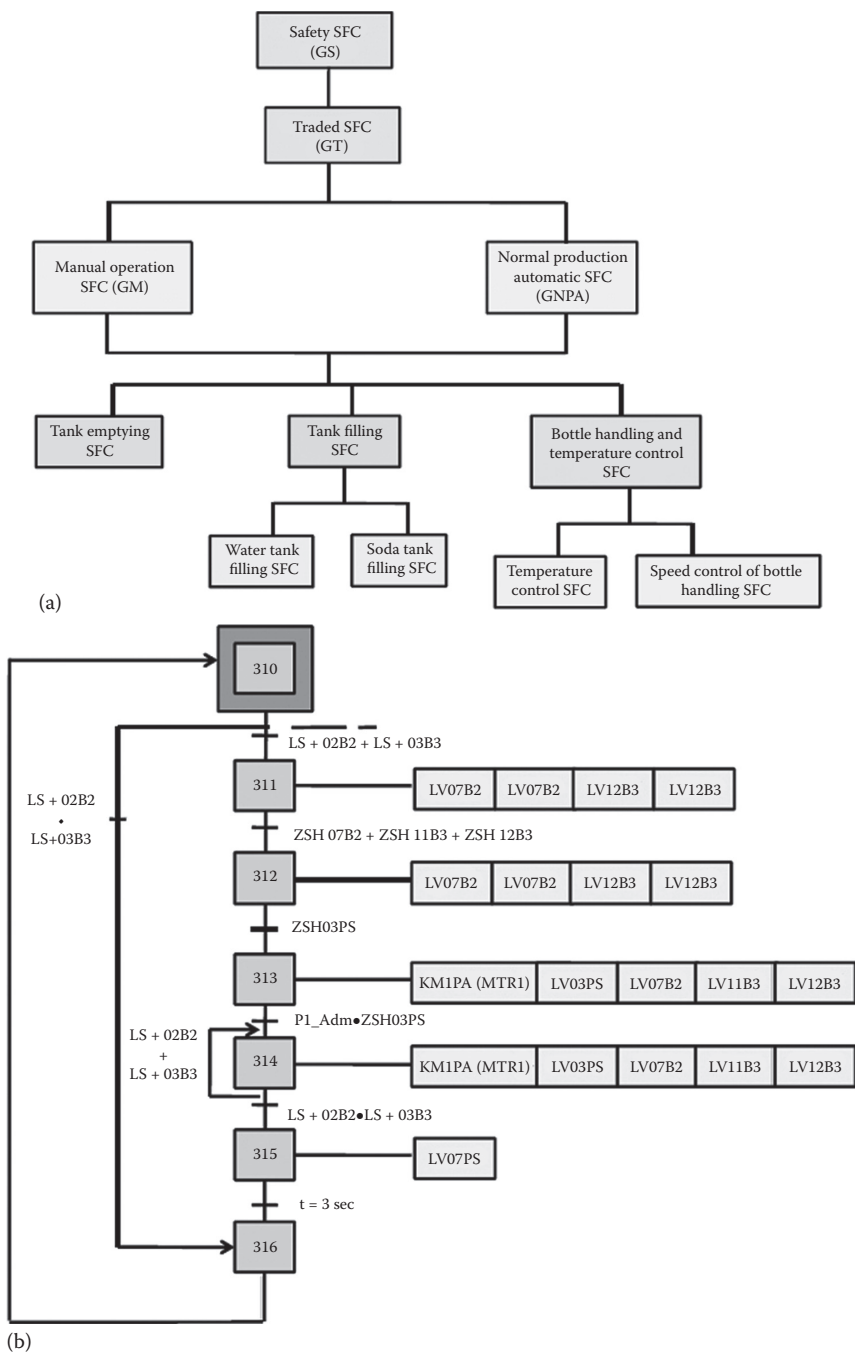 Safety SFC
(GS)
Traded SFC
(GT)
Manual operation
SFC (GM)
Normal production
automatic SFC
(GNPA)
Tank emptying
SFC
Tank filling
SFC
Bottle handling and
temperature control
SFC
Water tank
filling SFC
Soda tank
filling SFC
Temperature
control SFC
Speed control of bottle
handling SFC
(a)
310
LS + 02B2 + LS + 03B3
LS + 02B2
•
LS+03B3
311
LV07B2 LV07B2 LV12B3 LV12B3
ZSH 07B2 + ZSH 11B3 + ZSH 12B3
312
LV07B2 LV07B2 LV12B3 LV12B3
ZSH03PS
313
KM1PA (MTR1) LV03PS LV07B2 LV11B3 LV12B3
P1_Adm●ZSH03PS
LS + 02B2
+
LS + 03B3
314
KM1PA (MTR1) LV03PS LV07B2 LV11B3 LV12B3
LS + 02B2●LS + 03B3
315
LV07PS
t = 3 sec
316
(b)